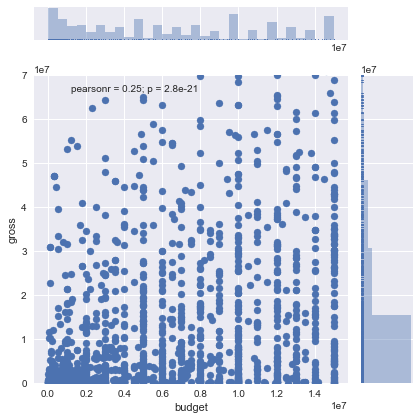 1e7
1e7
1e7
pearsonr = 0.25; p = 2.8e-21
7
6
5
4
3
2
1
0
gross
0.0 0.2 0.4 0.6 0.8 1.0 1.2 1.4
1e7
budget